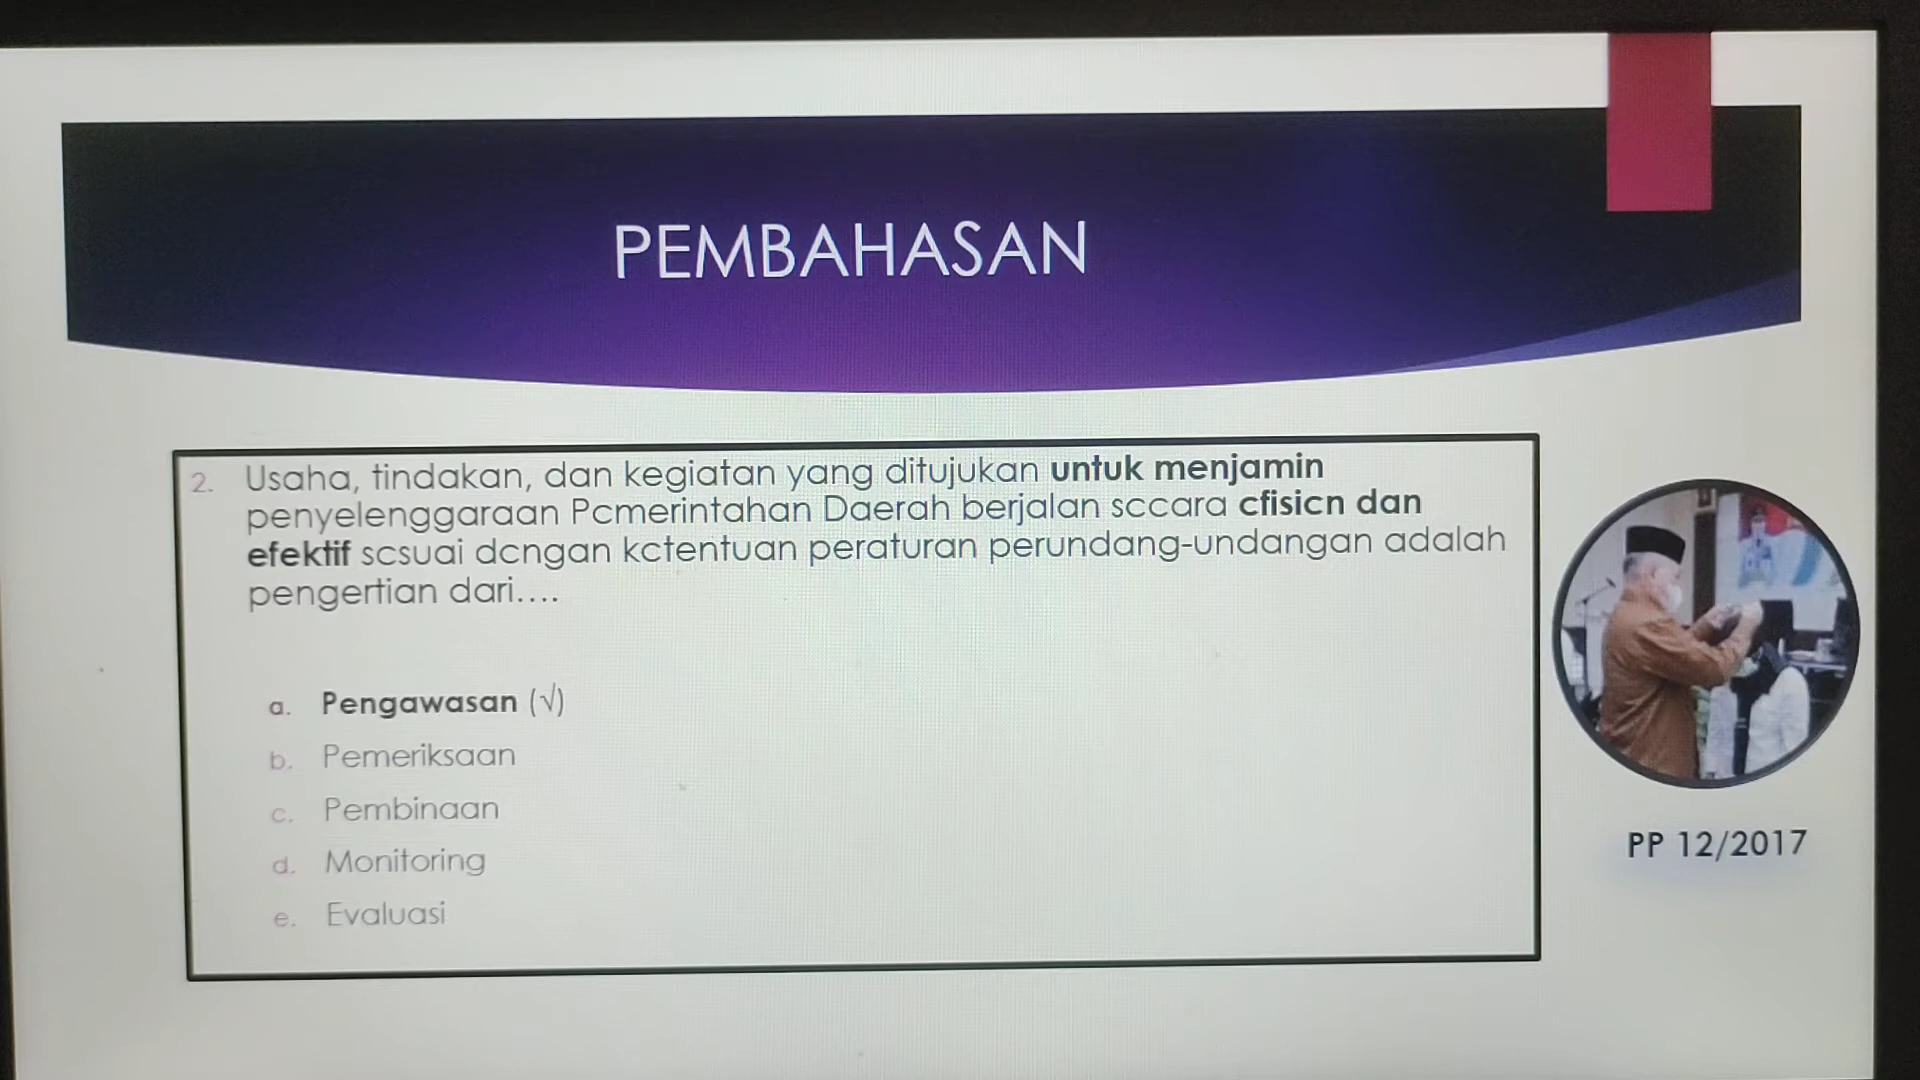 PEMBAHASAN
2. Usaha, tindakan, dan kegiatan yang ditujukan untuk menjamin
penyelenggaraan Pcmerintahan Daerah berjalan sccara cfisicn dan
efektif scsuai dcngan kctentuan peraturan perundang-undangan adalah
pengertian dari....
a. Pengawasan (√)
b. Pemeriksaan
c. Pembinaan
d. Monitoring
e. Evaluasi
PP 12/2017